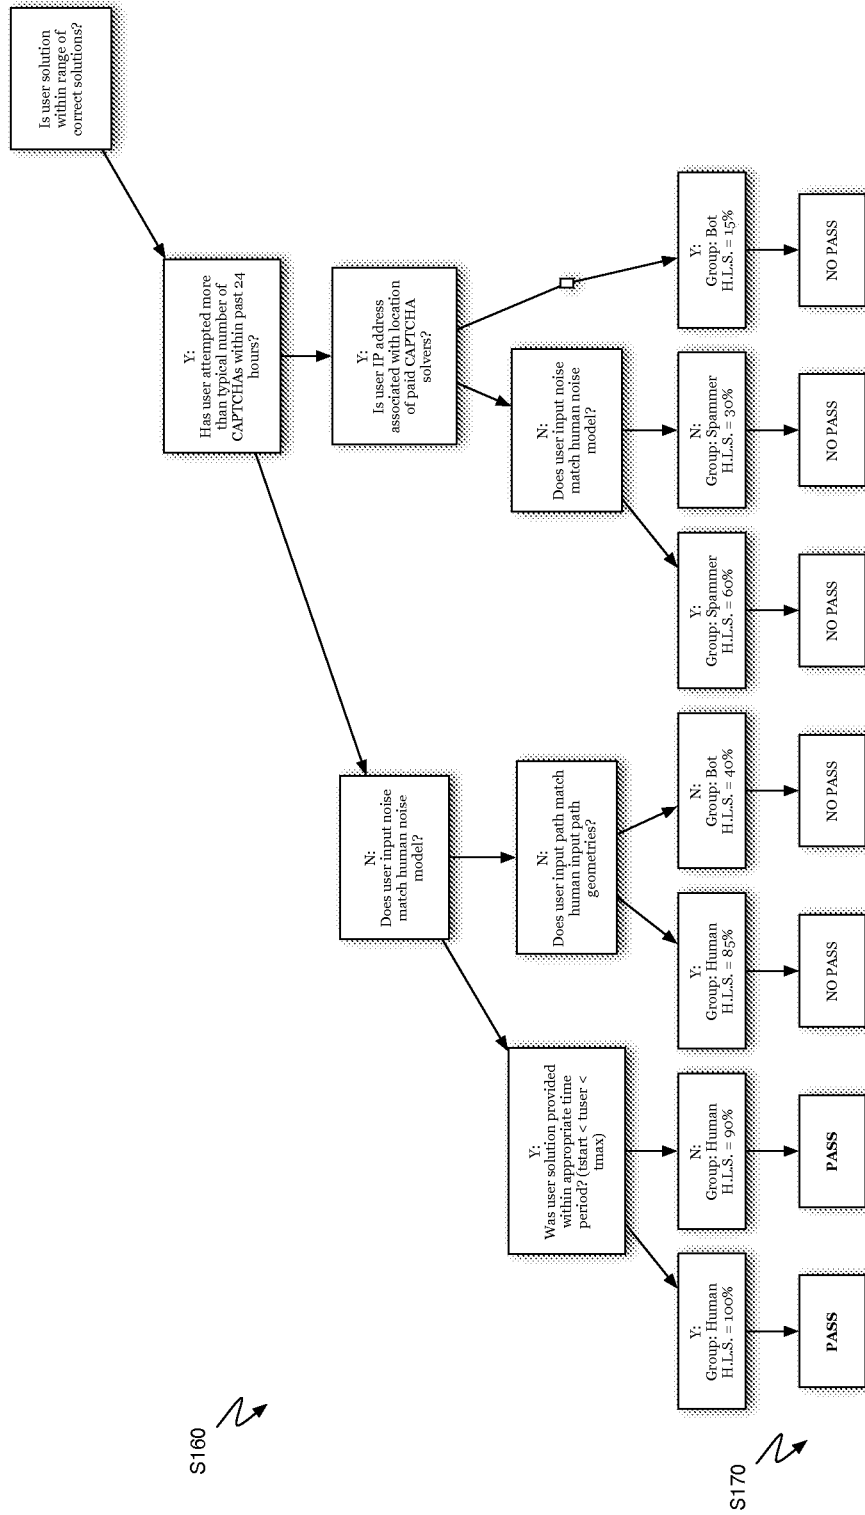 Is user solution
within range of
correct solutions?
Y:
Has user attempted more
than typical number of
CAPTCHAs within past 24
hours?
N:
Does user input noise
match human noise
model?
Y:
Is user IP address
associated with location
of paid CAPTCHA
solvers?
Y:
Was user solution provided
within appropriate time
period? (tstart < tuser <
tmax)
N:
Does user input path match
human input path
geometries?
N:
Does user input noise
match human noise
model?
Y:
Group: Human
H.L.S. = 100%
N:
Group: Human
H.L.S. = 90%
Y:
Group: Human
H.L.S. = 85%
N:
Group: Bot
H.L.S. = 40%
Y:
Group: Spammer
H.L.S. = 60%
N:
Group: Spammer
H.L.S. = 30%
Y:
Group: Bot
H.L.S. = 15%
PASS
PASS
NO PASS
NO PASS
NO PASS
NO PASS
NO PASS
S160
S170